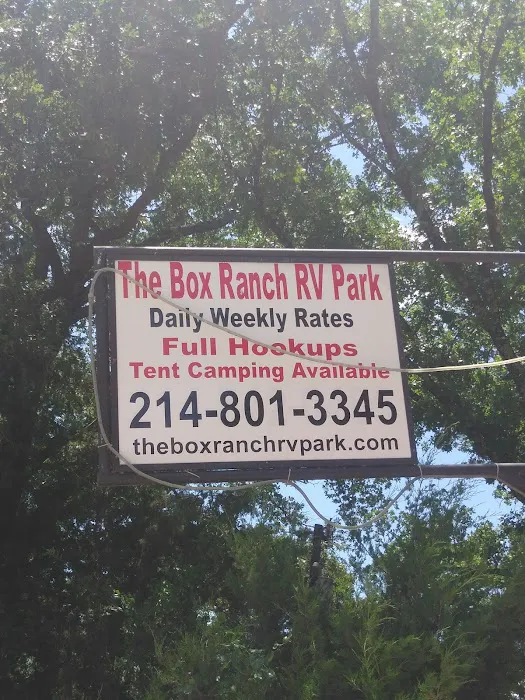 The Box Ranch RV Park
Daily Weekly Rates
Full Hookups
Tent Camping Available
214-801-3345
theboxranchrvpark.com